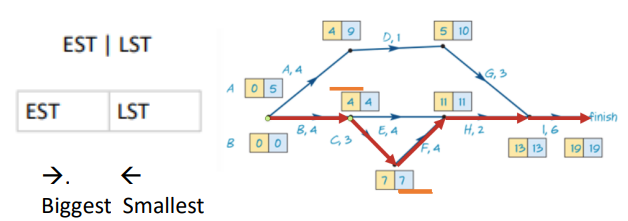 EST | LST
EST LST
→. ←
Biggest Smallest
4 9
D, 1
5 10
A, 4
G, 3
A 0 5
4 4
11 11
B, 4
E, 4
H, 2
I, 6
finish
B 0 0
C, 3
F, 4
13 13
19 19
7 7